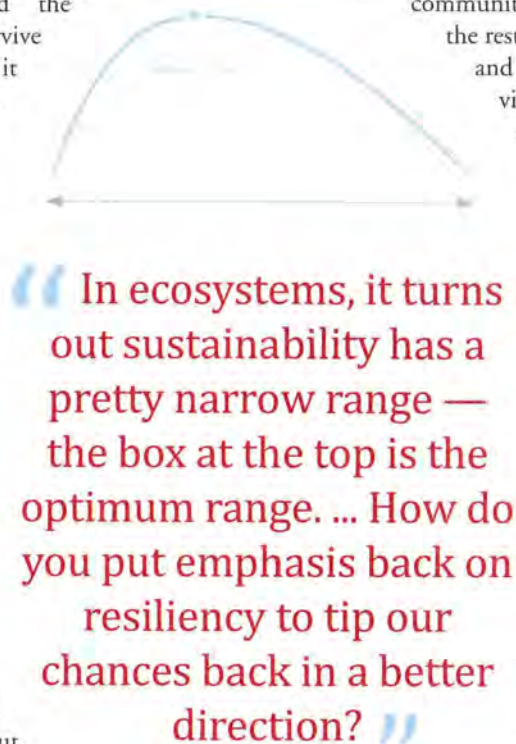 the
vive
it
communit
the rest
and
vi
“ In ecosystems, it turns
out sustainability has a
pretty narrow range —
the box at the top is the
optimum range. ... How do
you put emphasis back on
resiliency to tip our
chances back in a better
direction? ”
ut